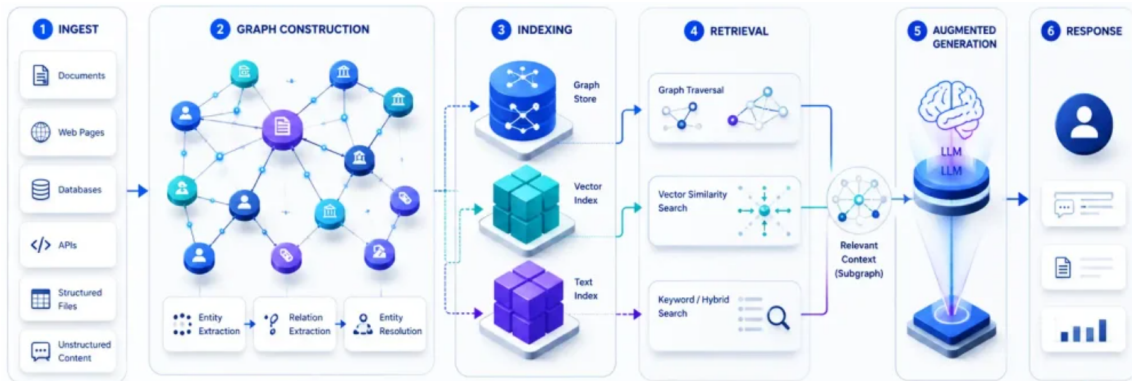 1 INGEST
Documents
Web Pages
Databases
</> APIs
Structured
Files
Unstructured
Content
2 GRAPH CONSTRUCTION
Entity
Extraction
Relation
Extraction
Entity
Resolution
3 INDEXING
Graph
Store
Vector
Index
Text
Index
4 RETRIEVAL
Graph Traversal
Vector Similarity
Search
Keyword / Hybrid
Search
Relevant
Context
(Subgraph)
5 AUGMENTED
GENERATION
LLM
LLM
6 RESPONSE